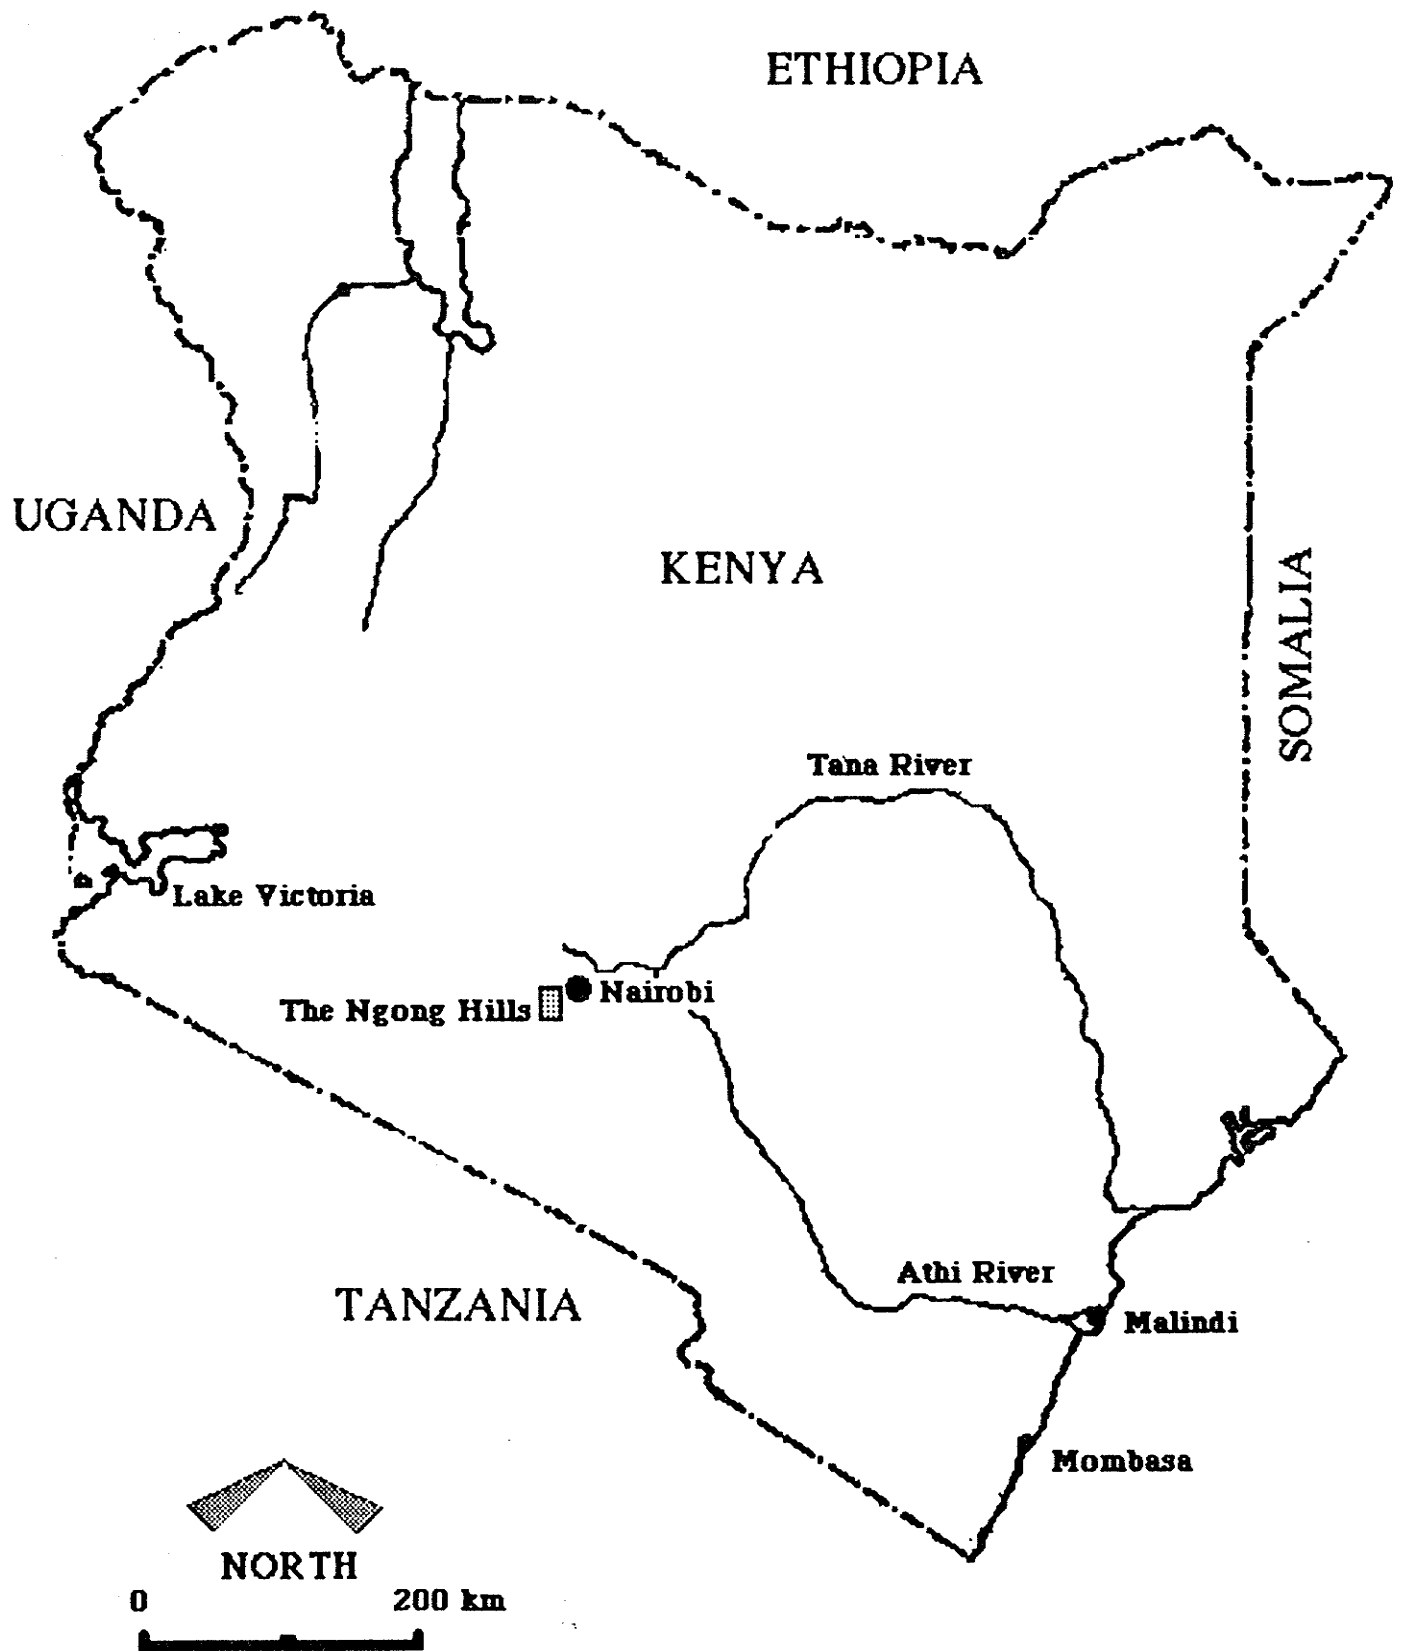 ETHIOPIA
UGANDA
KENYA
SOMALIA
Tana River
Lake Victoria
The Ngong Hills
Nairobi
Athi River
TANZANIA
Malindi
Mombasa
NORTH
0 200 km